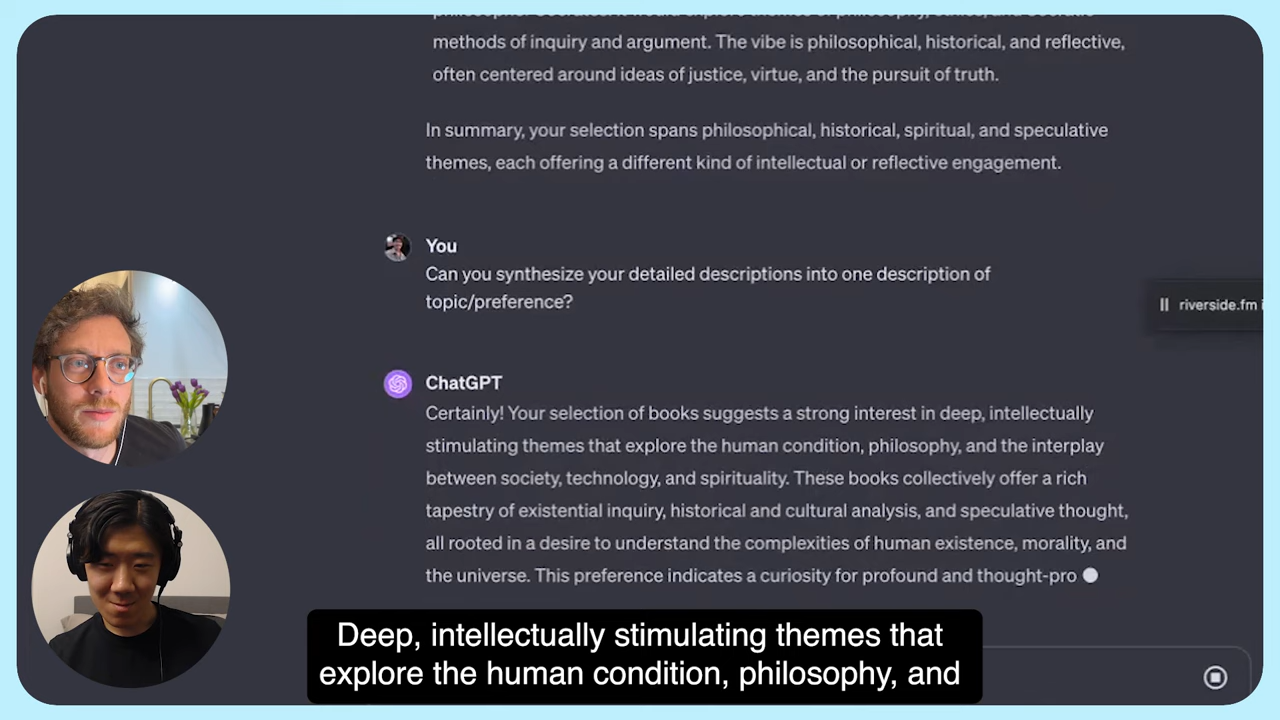 methods of inquiry and argument. The vibe is philosophical, historical, and reflective,
often centered around ideas of justice, virtue, and the pursuit of truth.
In summary, your selection spans philosophical, historical, spiritual, and speculative
themes, each offering a different kind of intellectual or reflective engagement.
You
Can you synthesize your detailed descriptions into one description of
topic/preference?
riverside.fm
ChatGPT
Certainly! Your selection of books suggests a strong interest in deep, intellectually
stimulating themes that explore the human condition, philosophy, and the interplay
between society, technology, and spirituality. These books collectively offer a rich
tapestry of existential inquiry, historical and cultural analysis, and speculative thought,
all rooted in a desire to understand the complexities of human existence, morality, and
the universe. This preference indicates a curiosity for profound and thought-pro
Deep, intellectually stimulating themes that
explore the human condition, philosophy, and